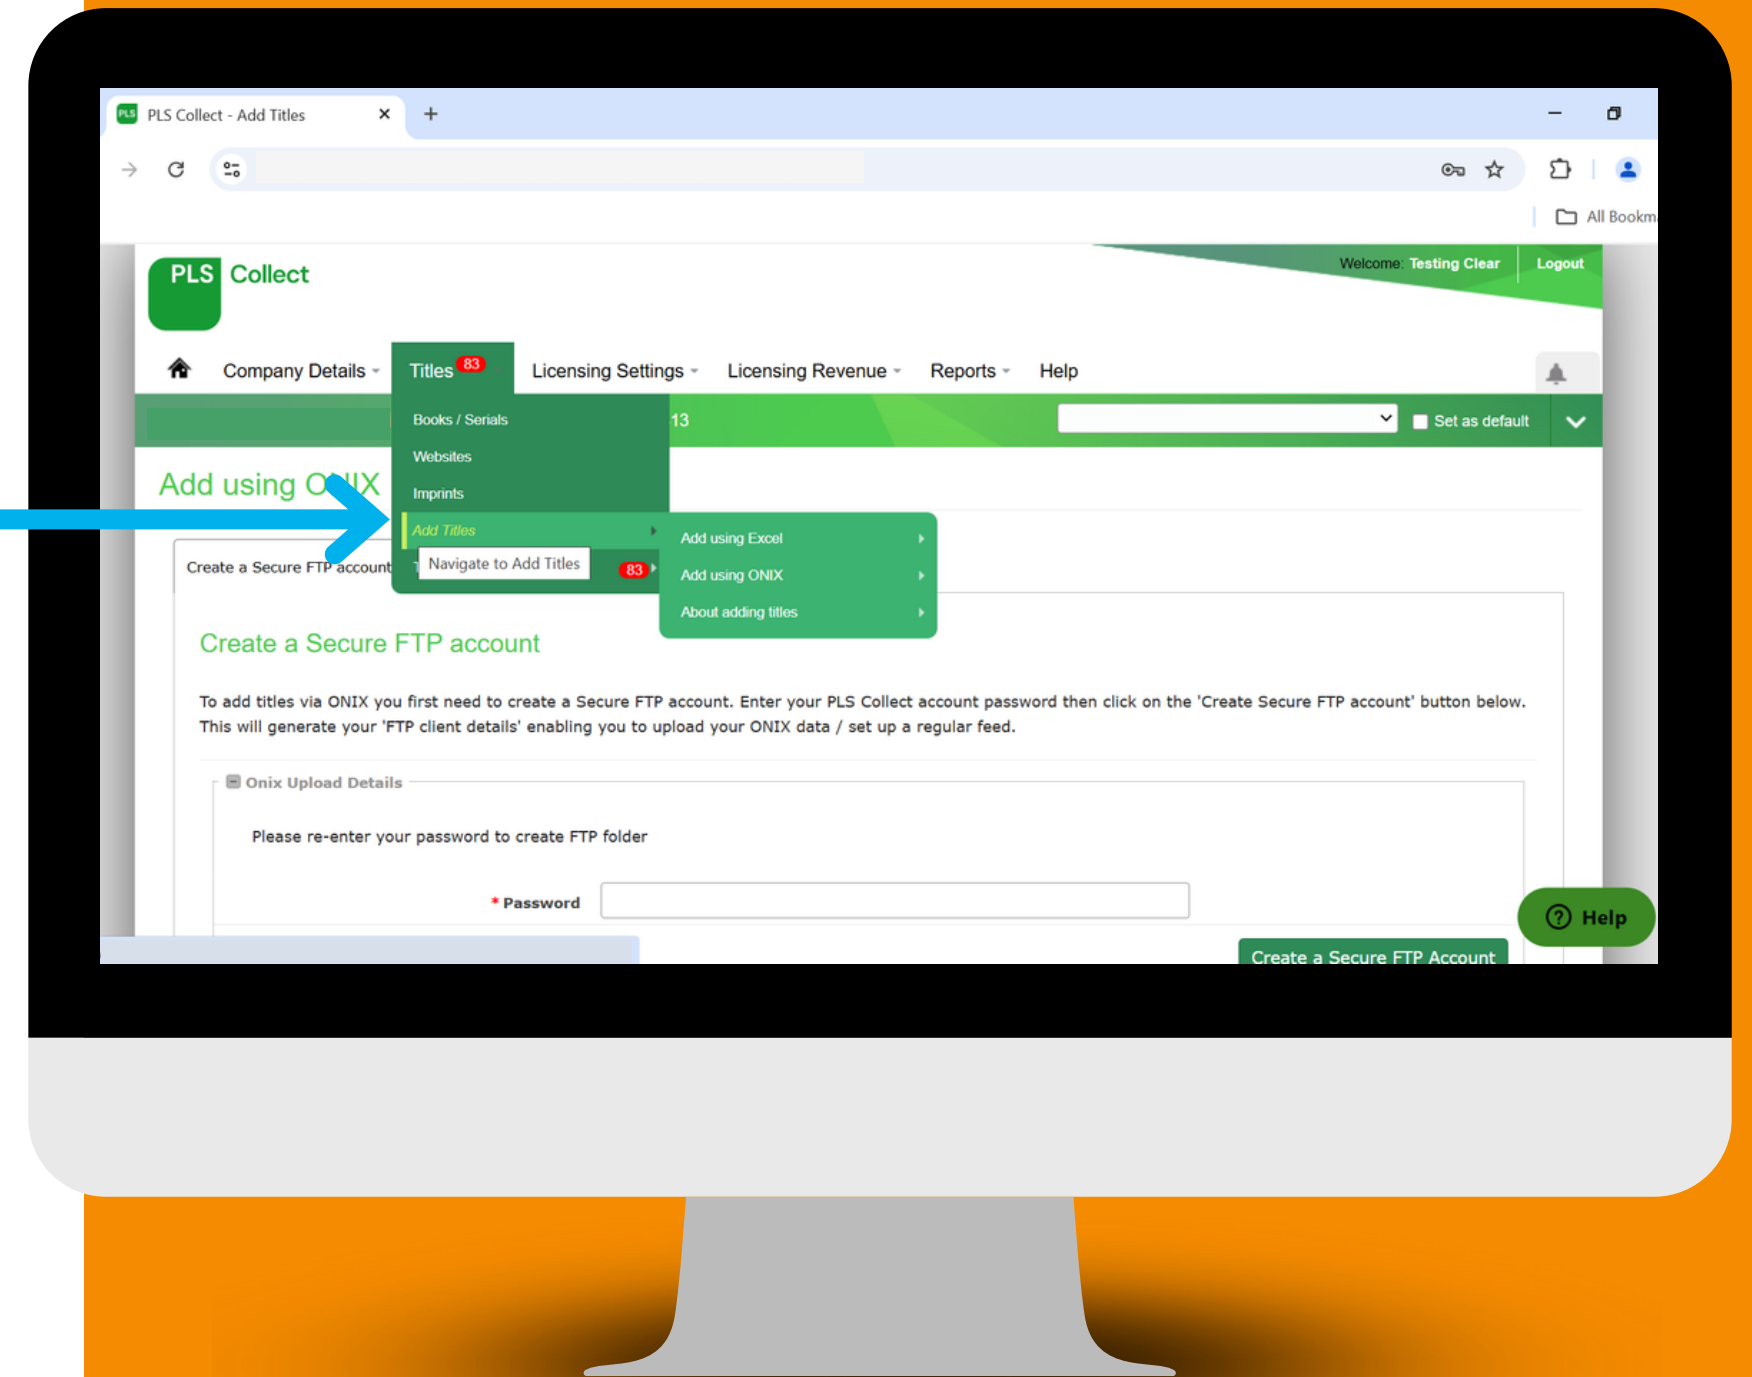 PLS
PLS Collect - Add Titles
All Bookm
PLS Collect
Welcome: Testing Clear
Logout
Company Details
Titles 83
Licensing Settings
Licensing Revenue
Reports
Help
Books / Serials
13
Set as default
Websites
Add using ONIX
Imprints
Add Titles
Add using Excel
Create a Secure FTP account
Navigate to Add Titles
83
Add using ONIX
About adding titles
Create a Secure FTP account
To add titles via ONIX you first need to create a Secure FTP account. Enter your PLS Collect account password then click on the 'Create Secure FTP account' button below.
This will generate your 'FTP client details' enabling you to upload your ONIX data / set up a regular feed.
Onix Upload Details
Please re-enter your password to create FTP folder
* Password
Help
Create a Secure FTP Account